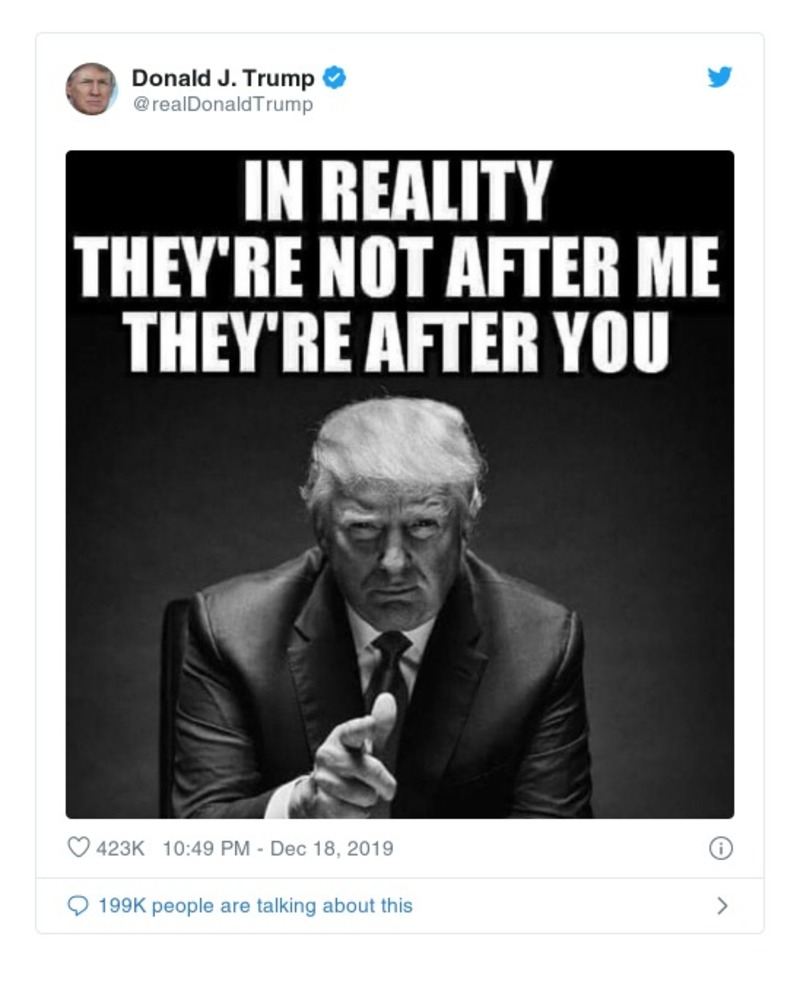 Donald J. Trump
@realDonaldTrump
IN REALITY
THEY'RE NOT AFTER ME
THEY'RE AFTER YOU
423K 10:49 PM - Dec 18, 2019
199K people are talking about this